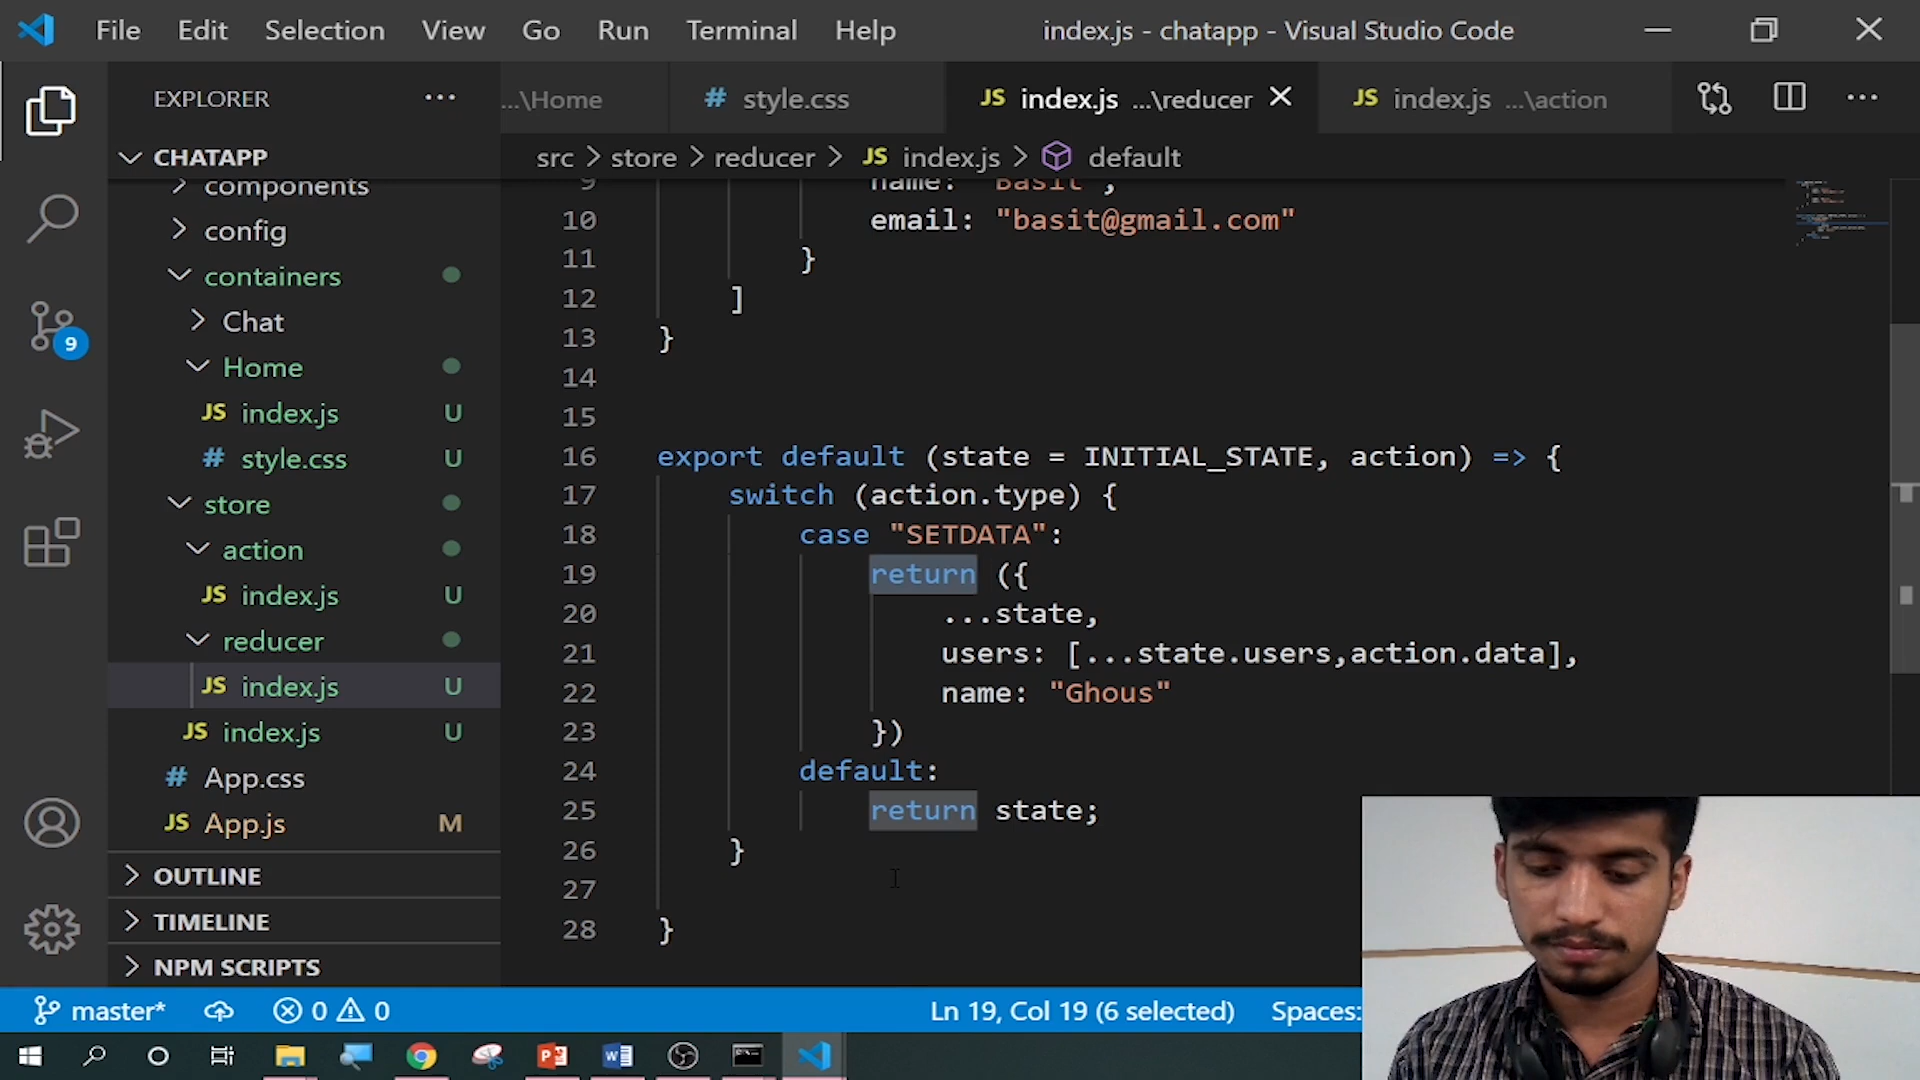 File Edit Selection View Go Run Terminal Help index.js - chatapp - Visual Studio Code
EXPLORER
...\Home # style.css JS index.js ...\reducer JS index.js ...\action
CHATAPP
src > store > reducer > JS index.js > default
components
config
containers
Chat
Home
JS index.js U
# style.css U
store
action
JS index.js U
reducer
JS index.js U
JS index.js U
# App.css
JS App.js M
OUTLINE
TIMELINE
NPM SCRIPTS
9 name: "Basit",
10 email: "basit@gmail.com"
11 }
12 ]
13 }
14
15
16 export default (state = INITIAL_STATE, action) => {
17 switch (action.type) {
18 case "SETDATA":
19 return ({
20 ...state,
21 users: [...state.users,action.data],
22 name: "Ghous"
23 })
24 default:
25 return state;
26 }
27
28 }
9
master* 0 0 Ln 19, Col 19 (6 selected) Spaces: